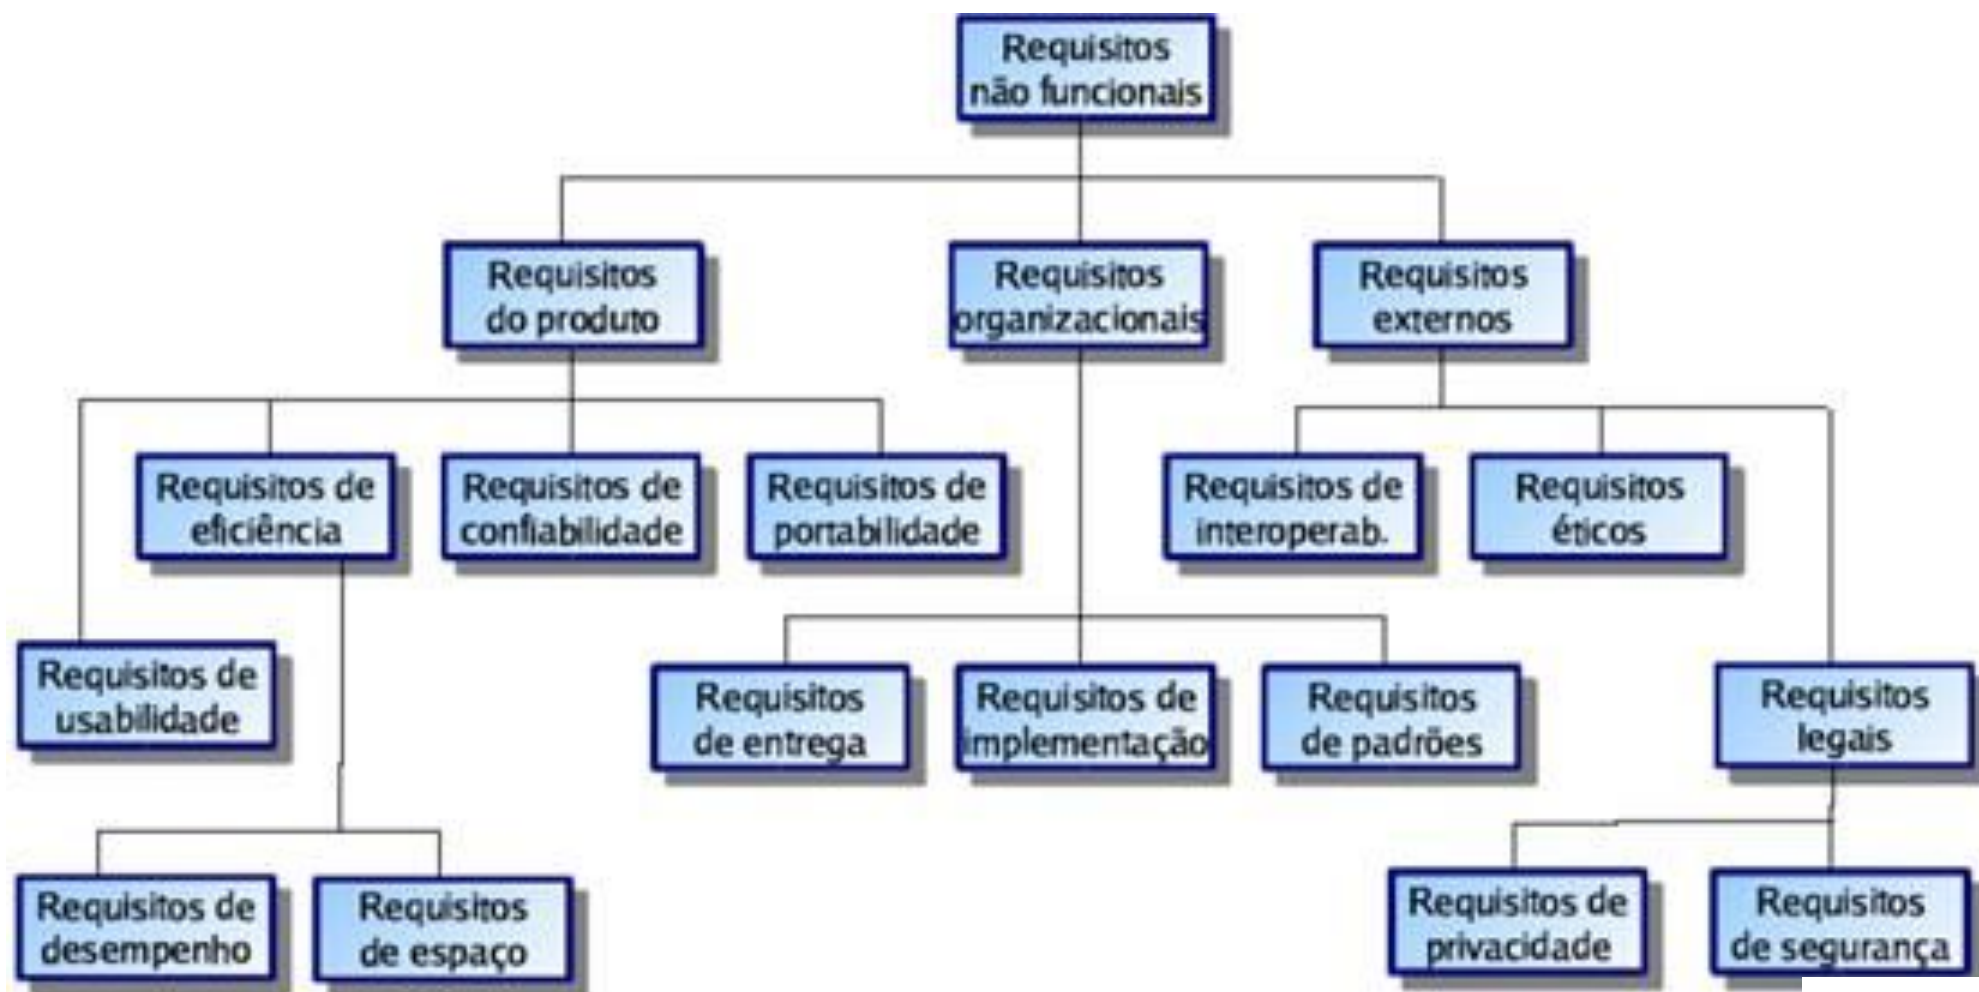 Requisitos
não funcionais
Requisitos
do produto
Requisitos
organizacionais
Requisitos
externos
Requisitos de
eficiência
Requisitos de
confiabilidade
Requisitos de
portabilidade
Requisitos de
interoperab.
Requisitos
éticos
Requisitos de
usabilidade
Requisitos
de entrega
Requisitos de
implementação
Requisitos
de padrões
Requisitos
legais
Requisitos de
desempenho
Requisitos
de espaço
Requisitos de
privacidade
Requisitos
de segurança